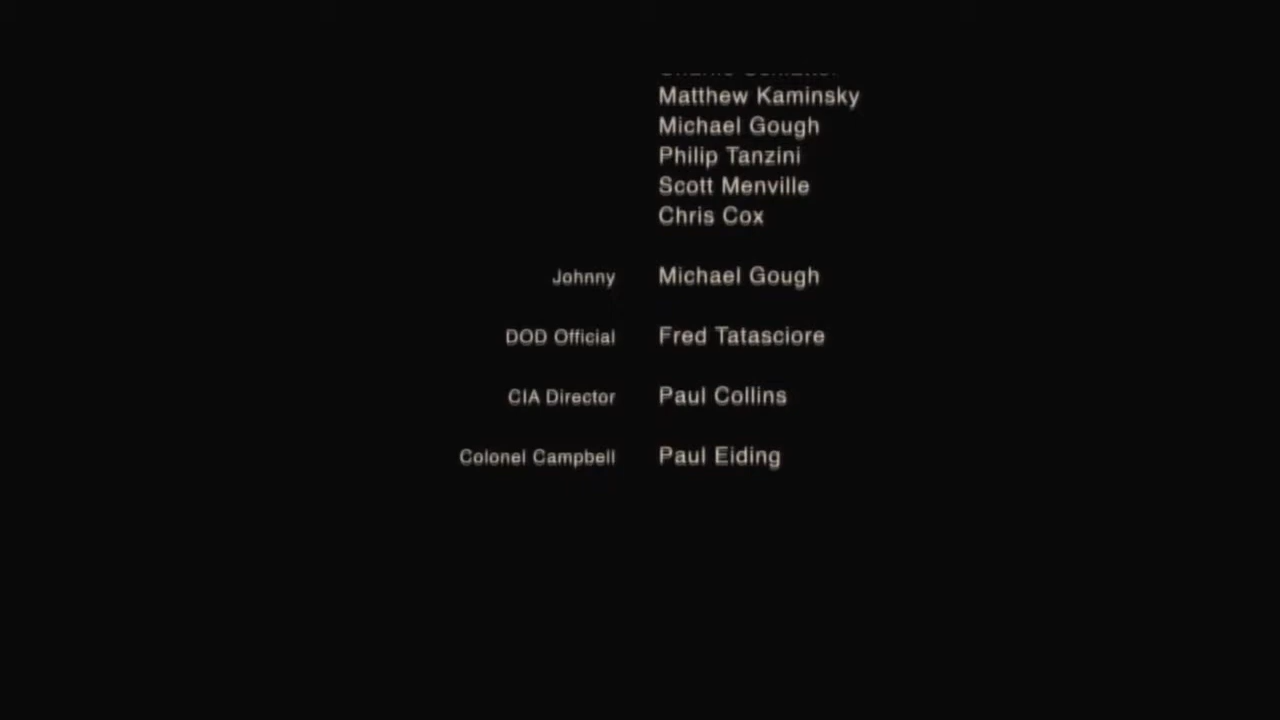 Matthew Kaminsky
Michael Gough
Philip Tanzini
Scott Menville
Chris Cox
Johnny Michael Gough
DOD Official Fred Tatasciore
CIA Director Paul Collins
Colonel Campbell Paul Eiding